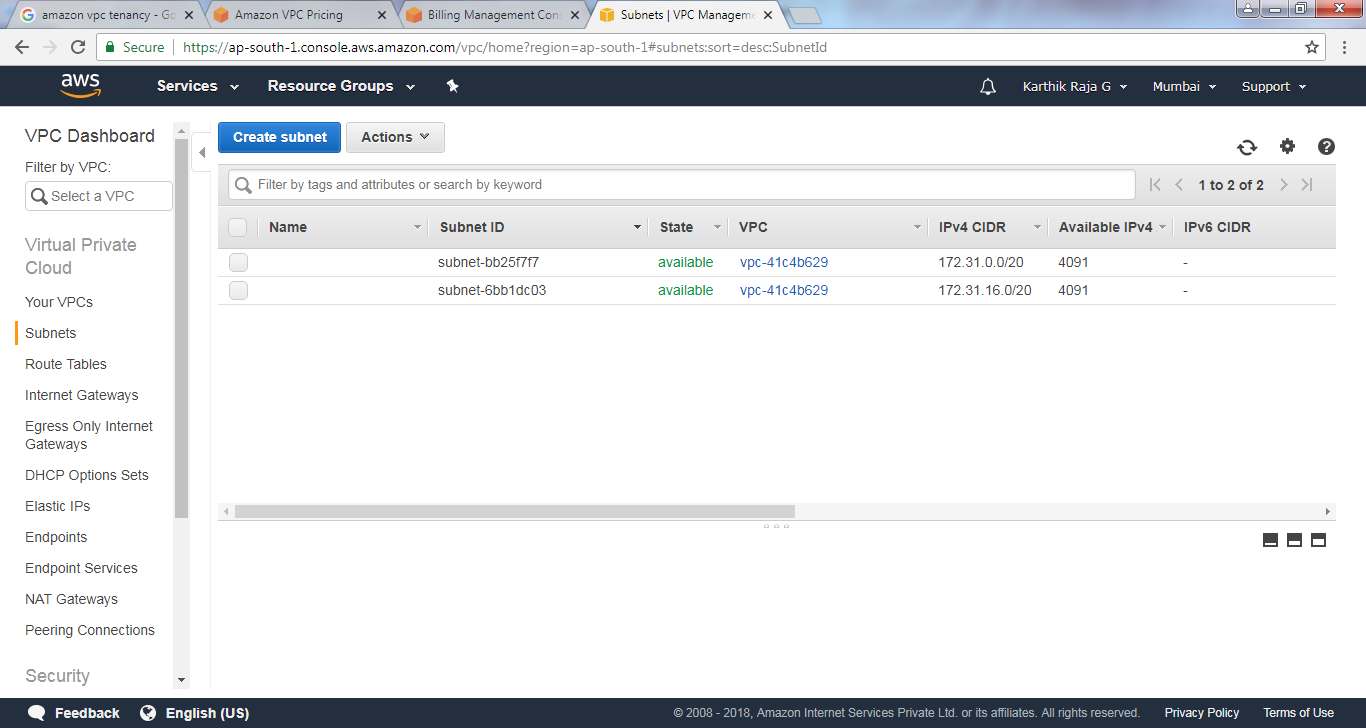 amazon vpc tenancy - Go
Amazon VPC Pricing
Billing Management Con
Subnets | VPC Managem
Secure
https://ap-south-1.console.aws.amazon.com/vpc/home?region=ap-south-1#subnets:sort=desc:SubnetId
aws
Services
Resource Groups
Karthik Raja G
Mumbai
Support
VPC Dashboard
Filter by VPC:
Select a VPC
Virtual Private
Cloud
Your VPCs
Subnets
Route Tables
Internet Gateways
Egress Only Internet
Gateways
DHCP Options Sets
Elastic IPs
Endpoints
Endpoint Services
NAT Gateways
Peering Connections
Security
Create subnet
Actions
Filter by tags and attributes or search by keyword
1 to 2 of 2
Name Subnet ID State VPC IPv4 CIDR Available IPv4 IPv6 CIDR
subnet-bb25f7f7 available vpc-41c4b629 172.31.0.0/20 4091 -
subnet-6bb1dc03 available vpc-41c4b629 172.31.16.0/20 4091 -
Feedback
English (US)
© 2008 - 2018, Amazon Internet Services Private Ltd. or its affiliates. All rights reserved.
Privacy Policy
Terms of Use